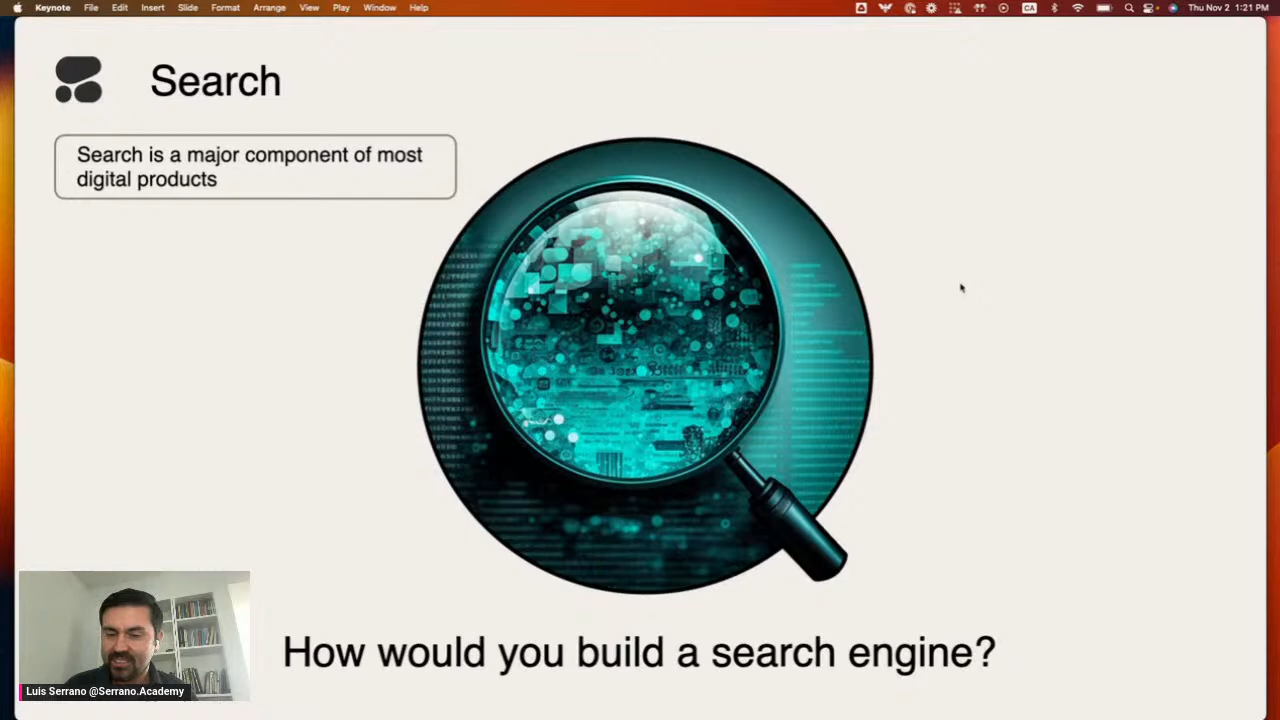 Keynote File Edit Insert Slide Format Arrange View Play Window Help CA Thu Nov 2 1:21 PM
Search
Search is a major component of most
digital products
How would you build a search engine?
Luis Serrano @Serrano.Academy